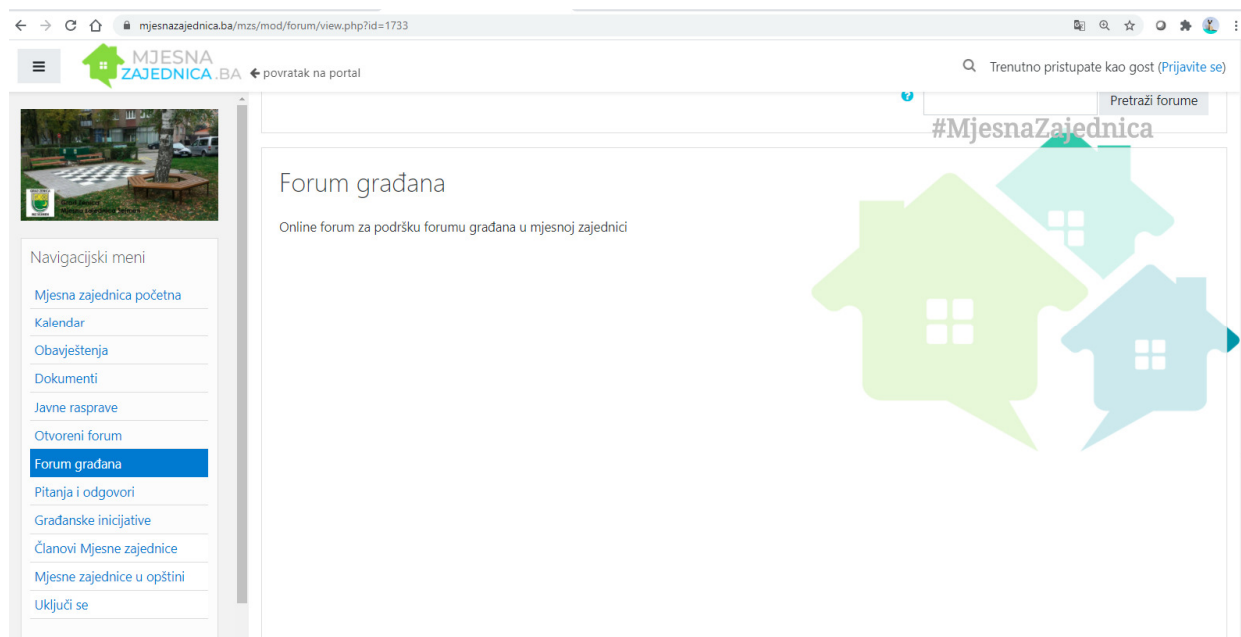 mjesnazajednica.ba/mzs/mod/forum/view.php?id=1733
MJESNA
ZAJEDNICA.BA
povratak na portal
Trenutno pristupate kao gost (Prijavite se)
Pretraži forume
#MjesnaZajednica
Forum građana
Online forum za podršku forumu građana u mjesnoj zajednici
Navigacijski meni
Mjesna zajednica početna
Kalendar
Obavještenja
Dokumenti
Javne rasprave
Otvoreni forum
Forum građana
Pitanja i odgovori
Građanske inicijative
Članovi Mjesne zajednice
Mjesne zajednice u opštini
Uključi se